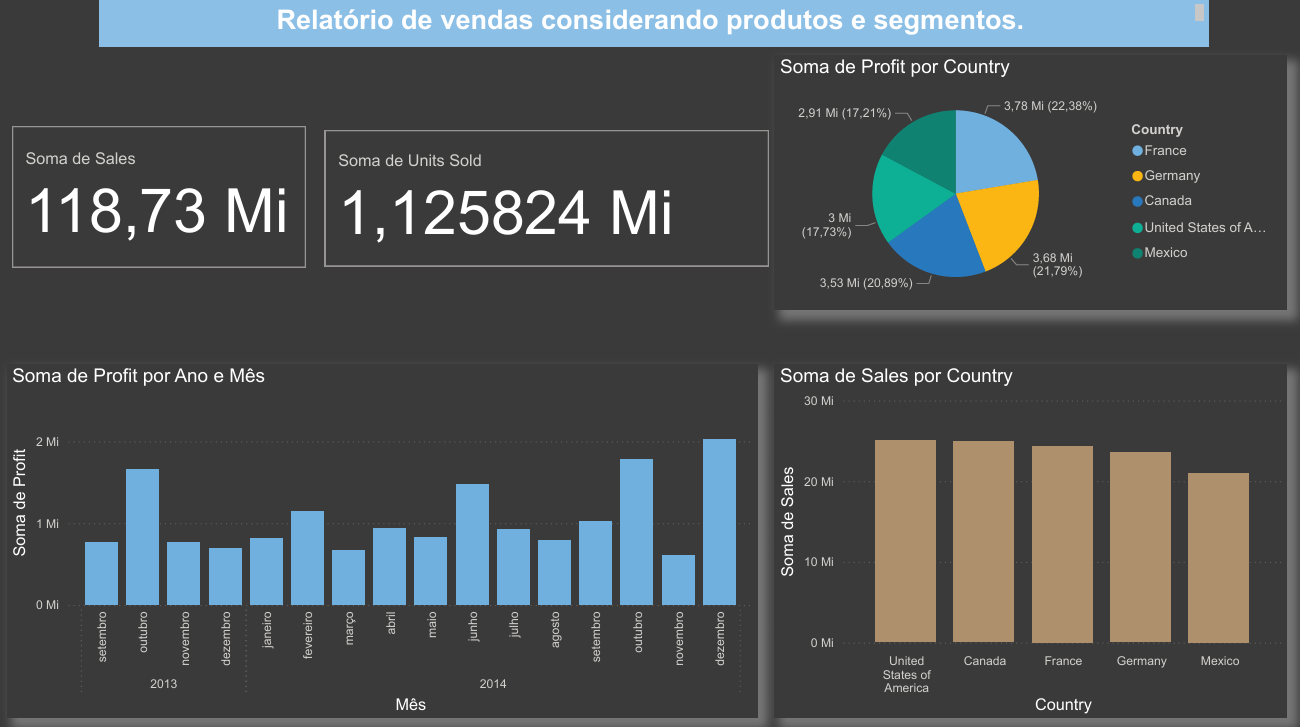 Relatório de vendas considerando produtos e segmentos.
Soma de Sales
118,73 Mi
Soma de Units Sold
1,125824 Mi
Soma de Profit por Country
3,78 Mi (22,38%)
3,68 Mi
(21,79%)
3,53 Mi (20,89%)
3 Mi
(17,73%)
2,91 Mi (17,21%)
Country
France
Germany
Canada
United States of A…
Mexico
Soma de Profit por Ano e Mês
Soma de Profit
2 Mi
1 Mi
0 Mi
setembro
outubro
novembro
dezembro
janeiro
fevereiro
março
abril
maio
junho
julho
agosto
setembro
outubro
novembro
dezembro
2013
2014
Mês
Soma de Sales por Country
Soma de Sales
30 Mi
20 Mi
10 Mi
0 Mi
United
States of
America
Canada
France
Germany
Mexico
Country